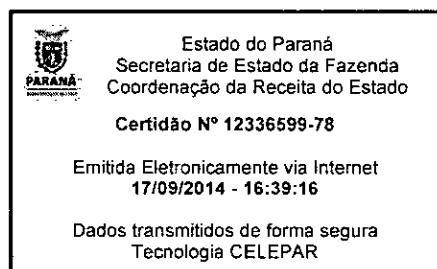 PARANÁ
Estado do Paraná
Secretaria de Estado da Fazenda
Coordenação da Receita do Estado
Certidão Nº 12336599-78
Emitida Eletronicamente via Internet
17/09/2014 - 16:39:16
Dados transmitidos de forma segura
Tecnologia CELEPAR